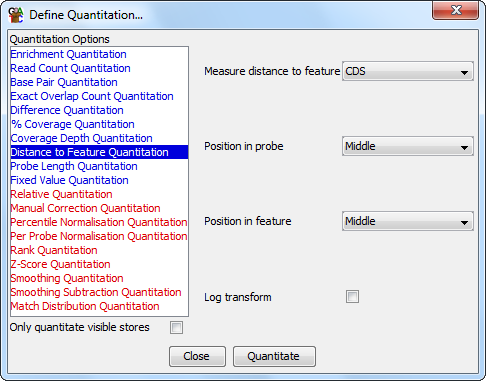 Define Quantitation...
Quantitation Options
Enrichment Quantitation
Read Count Quantitation
Base Pair Quantitation
Exact Overlap Count Quantitation
Difference Quantitation
% Coverage Quantitation
Coverage Depth Quantitation
Distance to Feature Quantitation
Probe Length Quantitation
Fixed Value Quantitation
Relative Quantitation
Manual Correction Quantitation
Percentile Normalisation Quantitation
Per Probe Normalisation Quantitation
Rank Quantitation
Z-Score Quantitation
Smoothing Quantitation
Smoothing Subtraction Quantitation
Match Distribution Quantitation
Only quantitate visible stores
Measure distance to feature CDS
Position in probe Middle
Position in feature Middle
Log transform
Close Quantitate